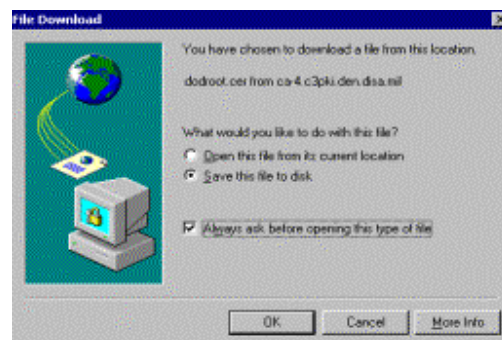 File Download
You have chosen to download a file from this location.
dodroot.cer from ca-4.c3pki.den.disa.mil
What would you like to do with this file?
Open this file from its current location
Save this file to disk
Always ask before opening this type of file
OK
Cancel
More Info